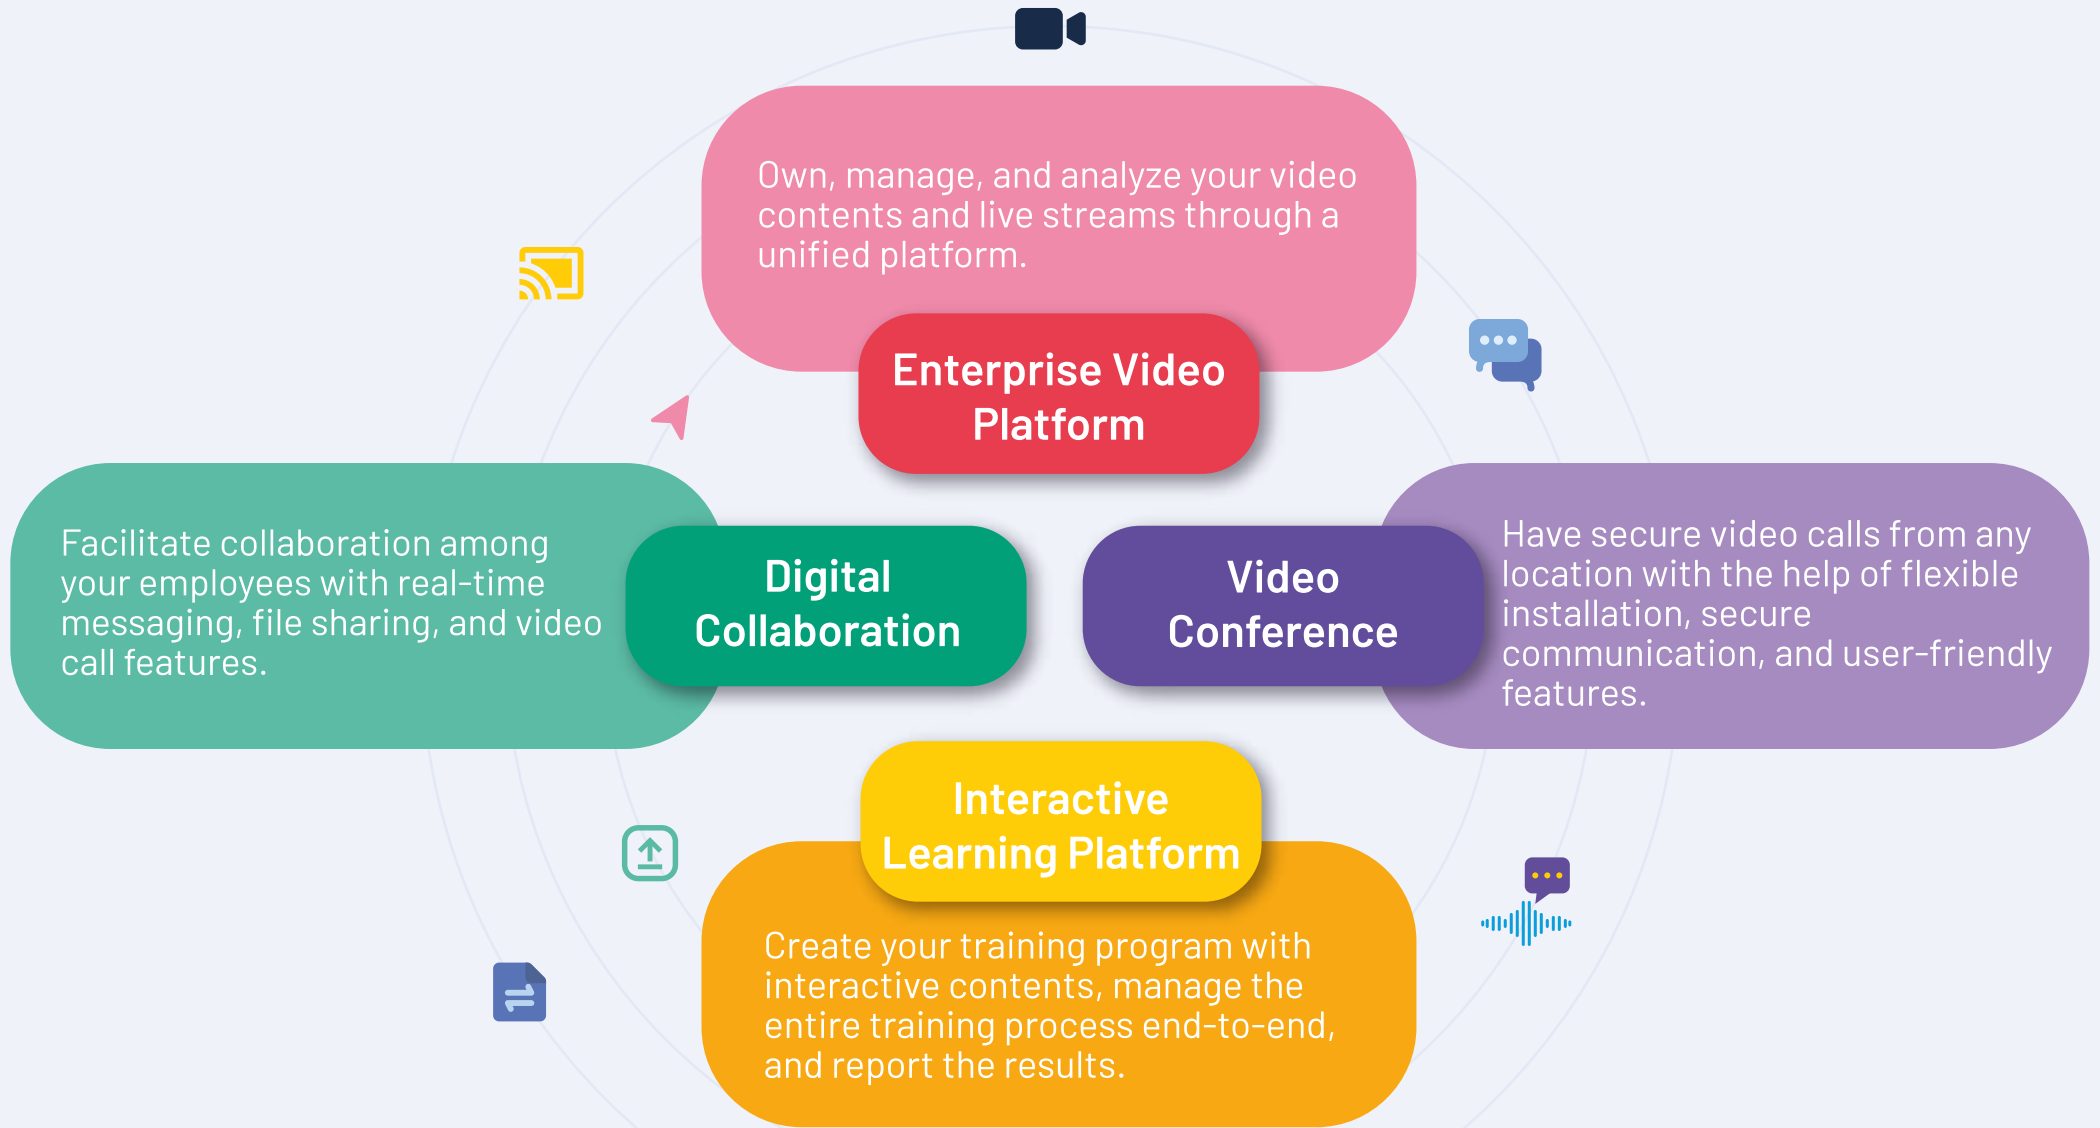 Own, manage, and analyze your video
contents and live streams through a
unified platform.
Enterprise Video
Platform
Facilitate collaboration among
your employees with real-time
messaging, file sharing, and video
call features.
Digital
Collaboration
Video
Conference
Have secure video calls from any
location with the help of flexible
installation, secure
communication, and user-friendly
features.
Interactive
Learning Platform
Create your training program with
interactive contents, manage the
entire training process end-to-end,
and report the results.